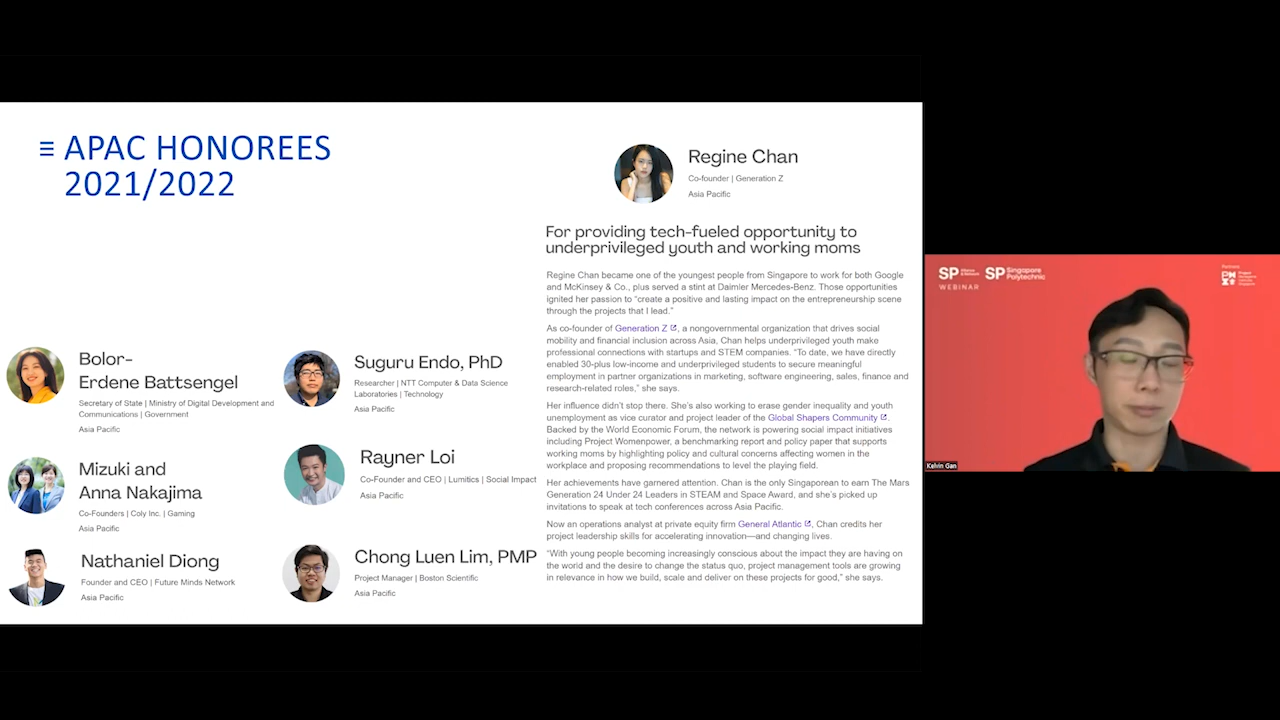 APAC HONOREES
2021/2022
Regine Chan
Co-founder | Generation Z
Asia Pacific
For providing tech-fueled opportunity to
underprivileged youth and working moms
Regine Chan became one of the youngest people from Singapore to work for both Google
and McKinsey & Co., plus served a stint at Daimler Mercedes-Benz. Those opportunities
ignited her passion to “create a positive and lasting impact on the entrepreneurship scene
through the projects that I lead.”
As co-founder of Generation Z, a nongovernmental organization that drives social
mobility and financial inclusion across Asia, Chan helps underprivileged youth make
professional connections with startups and STEM companies. “To date, we have directly
enabled 30-plus low-income and underprivileged students to secure meaningful
employment in partner organizations in marketing, software engineering, sales, finance and
research-related roles,” she says.
Her influence didn’t stop there. She’s also working to erase gender inequality and youth
unemployment as vice curator and project leader of the Global Shapers Community.
Backed by the World Economic Forum, the network is powering social impact initiatives
including Project Womenpower, a benchmarking report and policy paper that supports
working moms by highlighting policy and cultural concerns affecting women in the
workplace and proposing recommendations to level the playing field.
Her achievements have garnered attention. Chan is the only Singaporean to earn The Mars
Generation 24 Under 24 Leaders in STEAM and Space Award, and she’s picked up
invitations to speak at tech conferences across Asia Pacific.
Now an operations analyst at private equity firm General Atlantic, Chan credits her
project leadership skills for accelerating innovation—and changing lives.
“With young people becoming increasingly conscious about the impact they are having on
the world and the desire to change the status quo, project management tools are growing
in relevance in how we build, scale and deliver on these projects for good,” she says.
Bolor-
Erdene Battsengel
Secretary of State | Ministry of Digital Development and
Communications | Government
Asia Pacific
Suguru Endo, PhD
Researcher | NTT Computer & Data Science
Laboratories | Technology
Asia Pacific
Mizuki and
Anna Nakajima
Co-Founders | Coly Inc. | Gaming
Asia Pacific
Rayner Loi
Co-Founder and CEO | Lumitics | Social Impact
Asia Pacific
Nathaniel Diong
Founder and CEO | Future Minds Network
Asia Pacific
Chong Luen Lim, PMP
Project Manager | Boston Scientific
Asia Pacific
SP
SP Singapore
Polytechnic
WEBINAR
Kelvin Gan